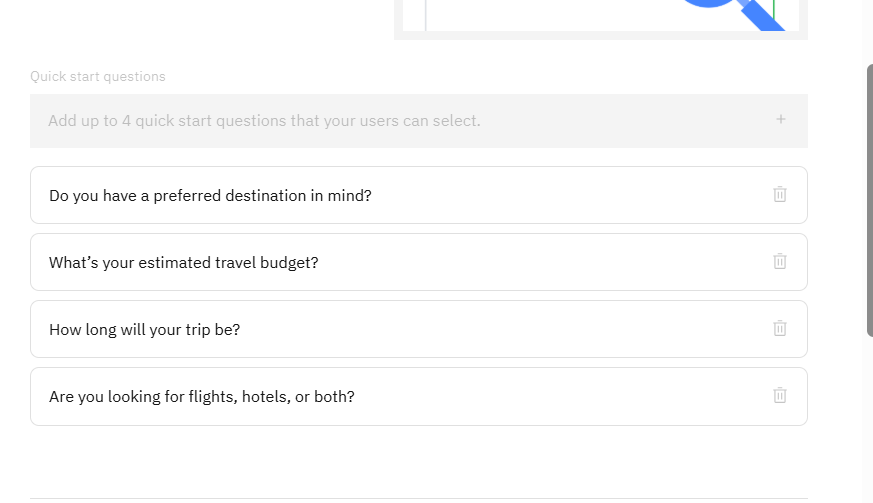 Quick start questions
Add up to 4 quick start questions that your users can select.
Do you have a preferred destination in mind?
What’s your estimated travel budget?
How long will your trip be?
Are you looking for flights, hotels, or both?